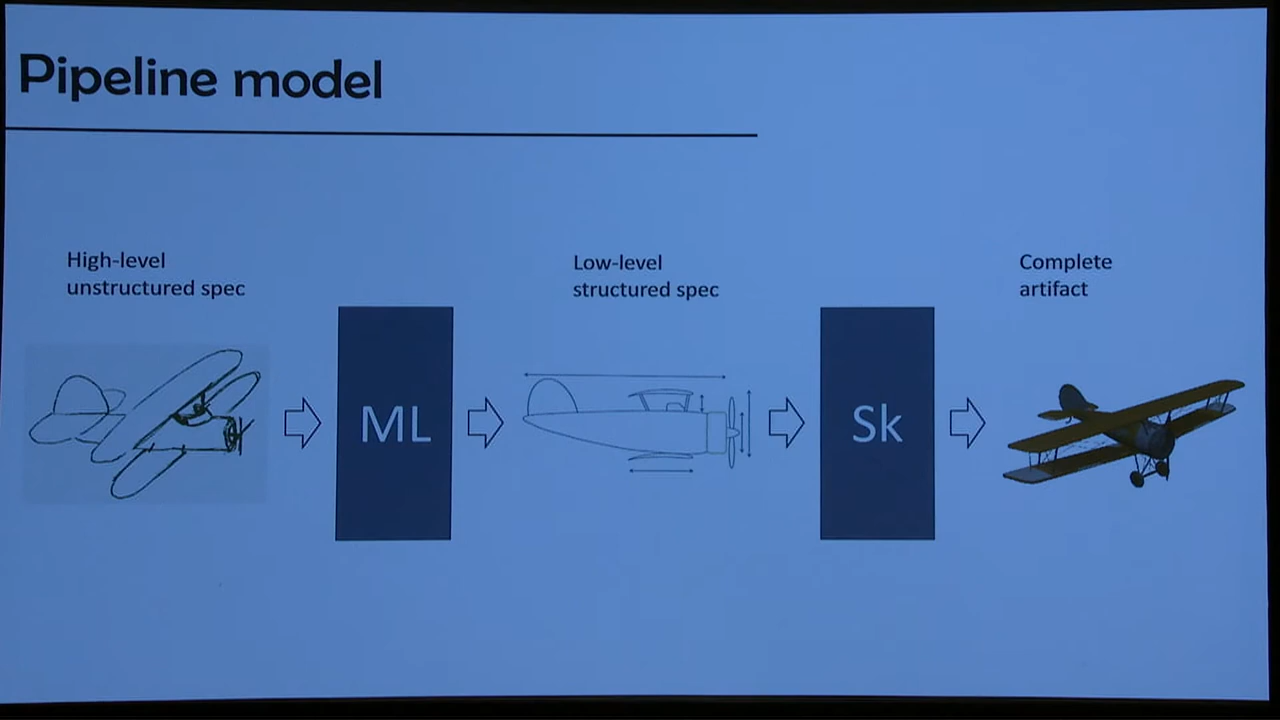 Pipeline model
High-level
unstructured spec
Low-level
structured spec
Complete
artifact
ML
Sk